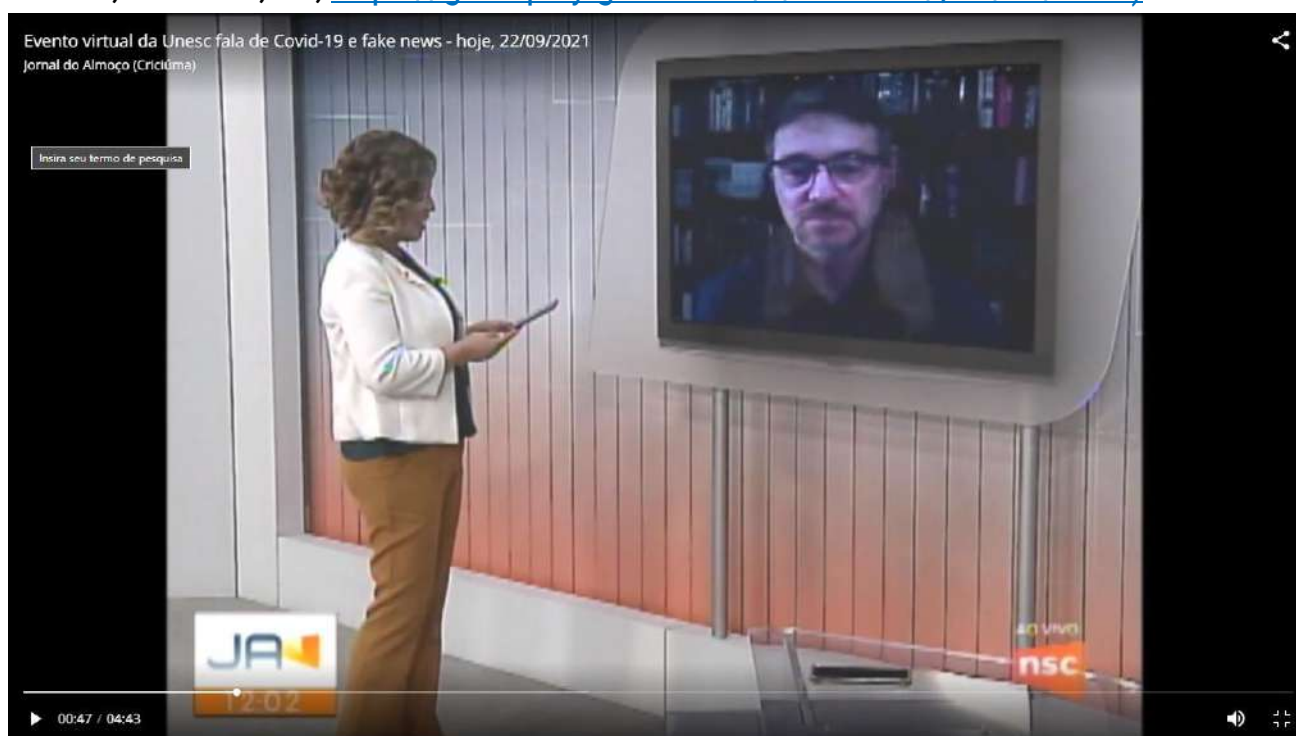 Evento virtual da Unesc fala de Covid-19 e fake news - hoje, 22/09/2021
Jornal do Almoço (Criciúma)
Insira seu termo de pesquisa
JA
12:02
AO VIVO
nsc
00:47 / 04:43